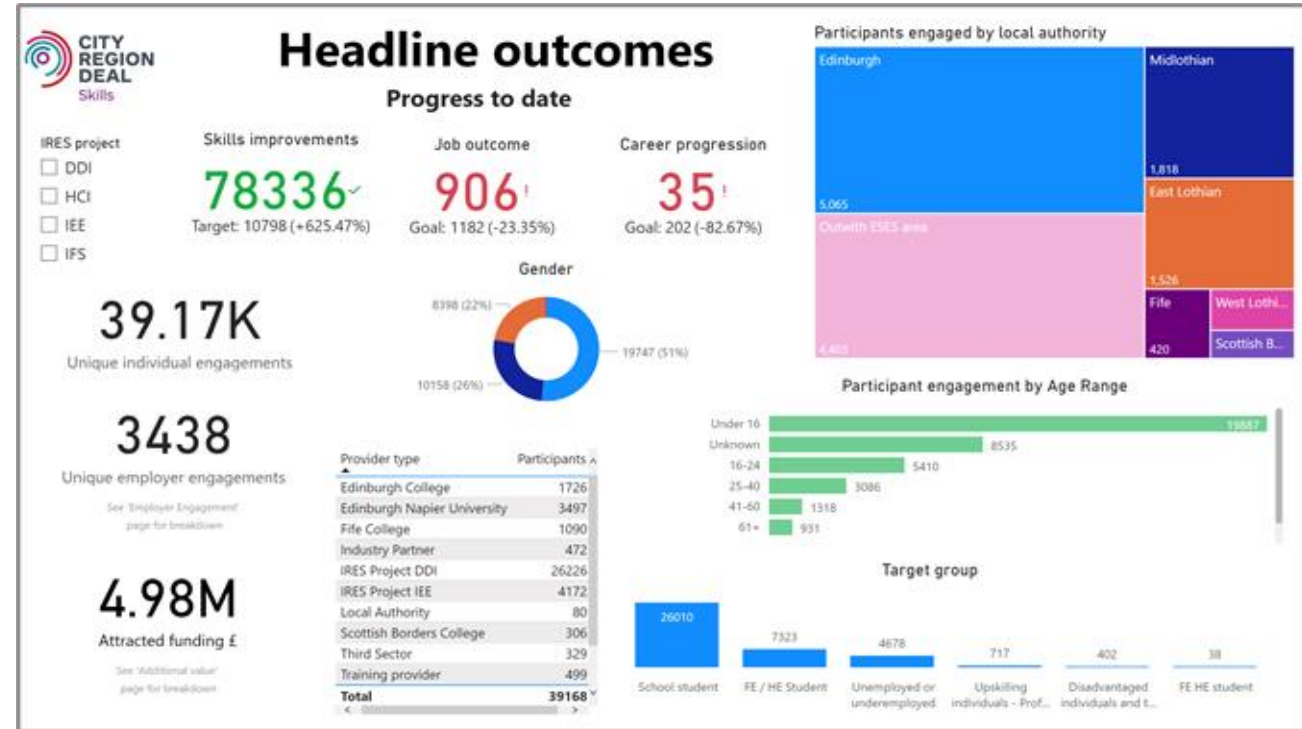 CITY
REGION
DEAL
Skills
Headline outcomes
Progress to date
IRES project
DDI
HCI
IEE
IFS
Skills improvements
78336
Target: 10798 (+625.47%)
Job outcome
906!
Goal: 1182 (-23.35%)
Career progression
35!
Goal: 202 (-82.67%)
39.17K
Unique individual engagements
3438
Unique employer engagements
See 'Employer Engagement'
page for breakdown
4.98M
Attracted funding £
See 'Additional value'
page for breakdown
Gender
8398 (22%)
19747 (51%)
10158 (26%)
Provider type Participants
Edinburgh College 1726
Edinburgh Napier University 3497
Fife College 1090
Industry Partner 472
IRES Project DDI 26226
IRES Project IEE 4172
Local Authority 80
Scottish Borders College 306
Third Sector 329
Training provider 499
Total 39168
Participants engaged by local authority
Edinburgh
5,065
Outwith ESES area
Midlothian
1,818
East Lothian
1,526
Fife
420
West Lothi...
Scottish B...
Participant engagement by Age Range
Under 16 19887
Unknown 8535
16-24 5410
25-40 3086
41-60 1318
61+ 931
Target group
26010
School student
7323
FE / HE Student
4678
Unemployed or
underemployed
717
Upskilling
individuals - Prof...
402
Disadvantaged
individuals and t...
38
FE HE student